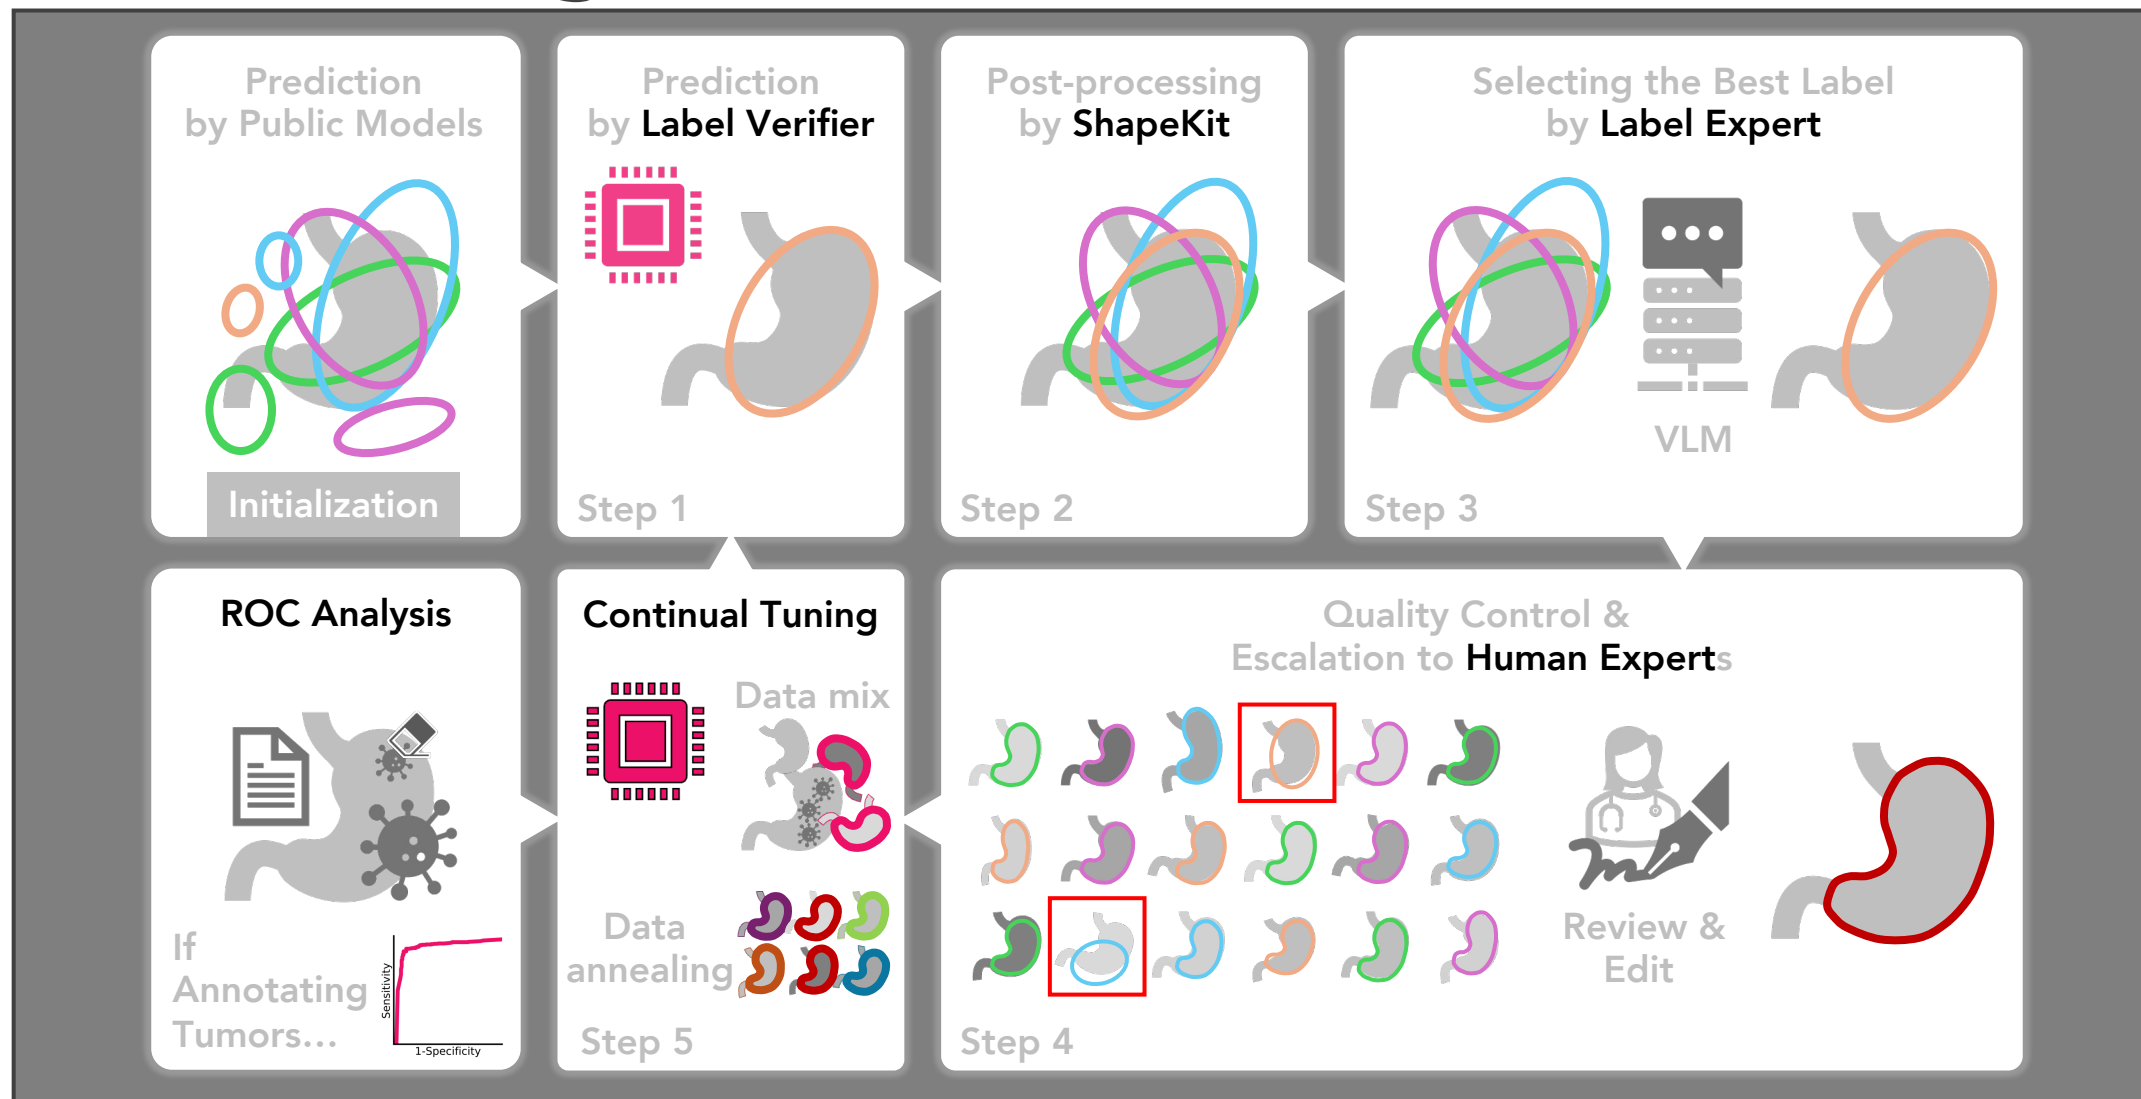 Prediction
by Public Models
Initialization
Prediction
by Label Verifier
Step 1
Post-processing
by ShapeKit
Step 2
Selecting the Best Label
by Label Expert
VLM
Step 3
ROC Analysis
If
Annotating
Tumors...
Sensitivity
1-Specificity
Continual Tuning
Data mix
Data
annealing
Step 5
Quality Control &
Escalation to Human Experts
Review &
Edit
Step 4